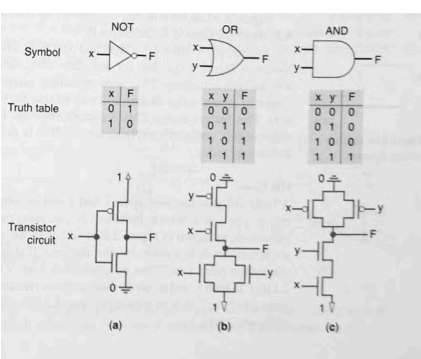 NOT OR AND
Symbol x F x y F x y F
Truth table
x F
0 1
1 0
x y F
0 0 0
0 1 1
1 0 1
1 1 1
x y F
0 0 0
0 1 0
1 0 0
1 1 1
Transistor circuit
1 x F 0
0 y x F x y 1
0 x y F y x 1
(a) (b) (c)